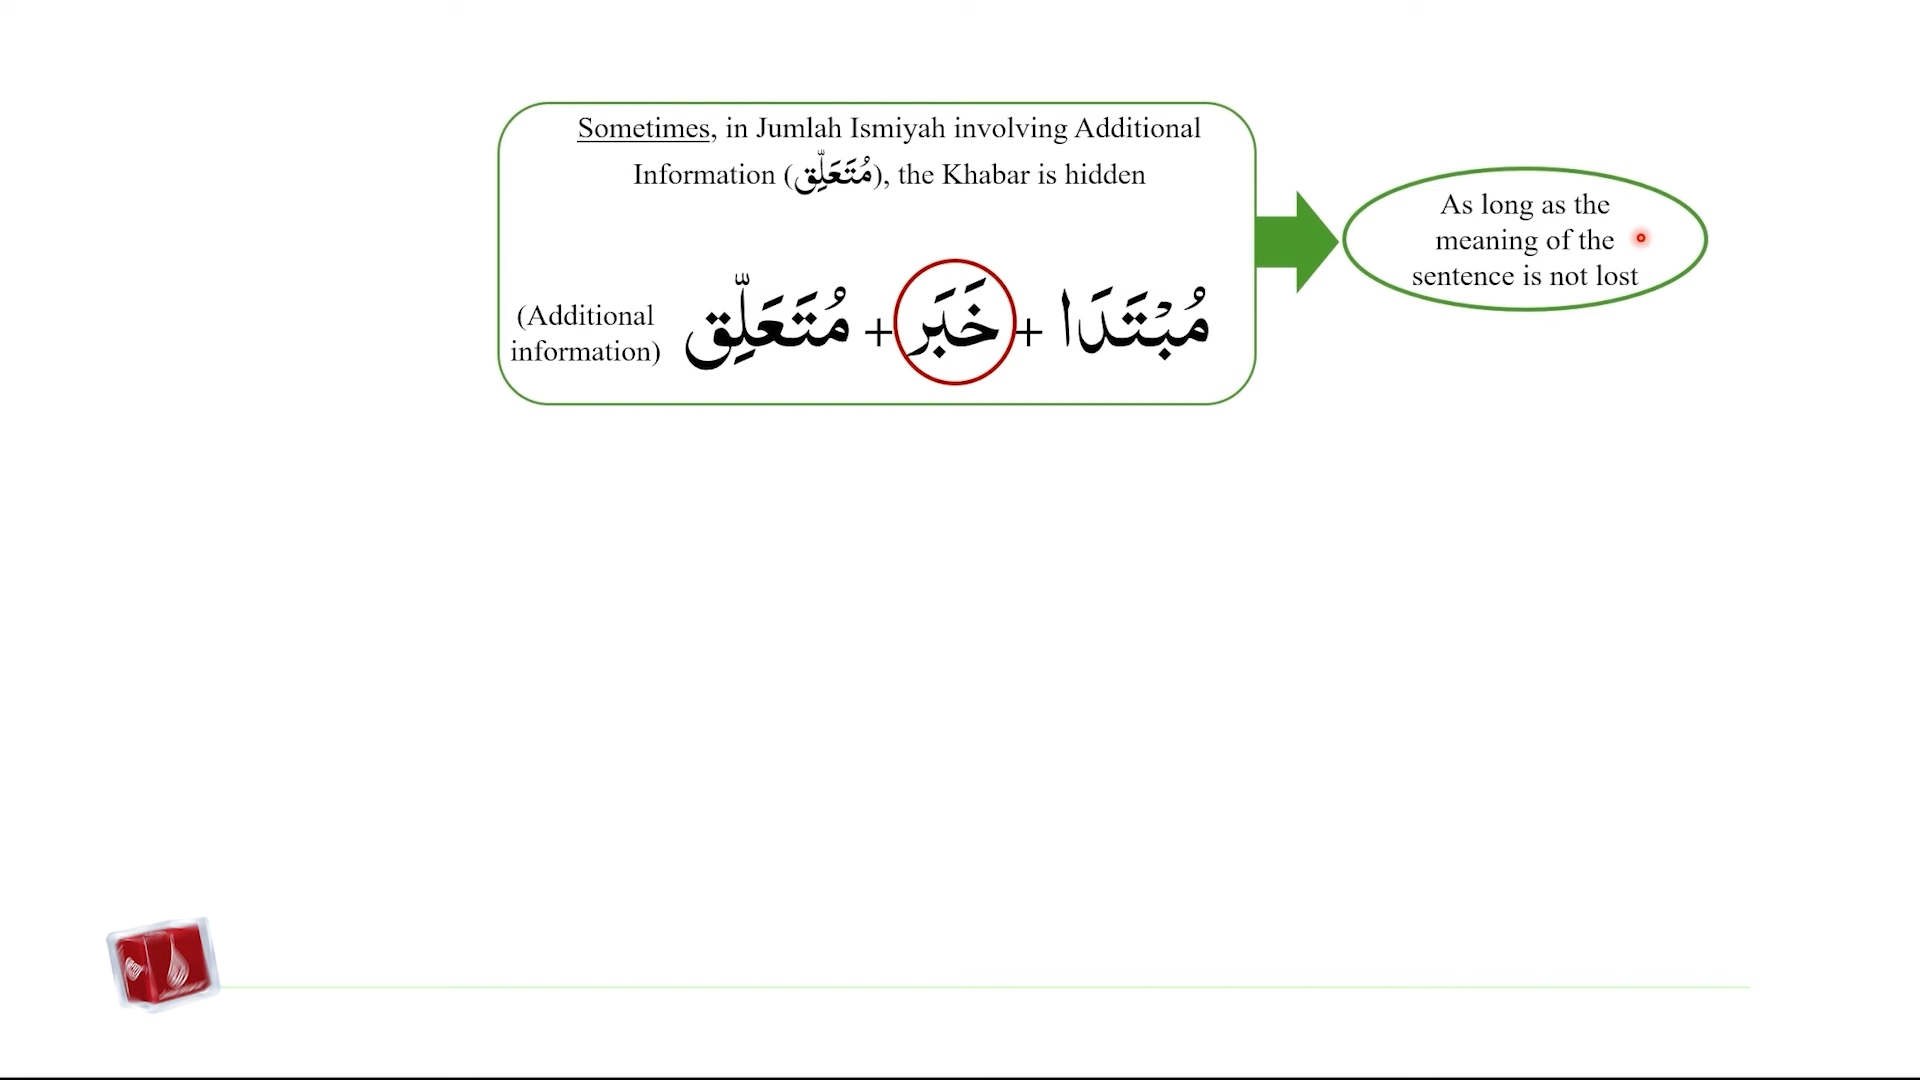 Sometimes, in Jumlah Ismiyah involving Additional
Information (مُتَعَلِّق), the Khabar is hidden
مُبْتَدَا + خَبَر + مُتَعَلِّق
(Additional
information)
As long as the
meaning of the
sentence is not lost